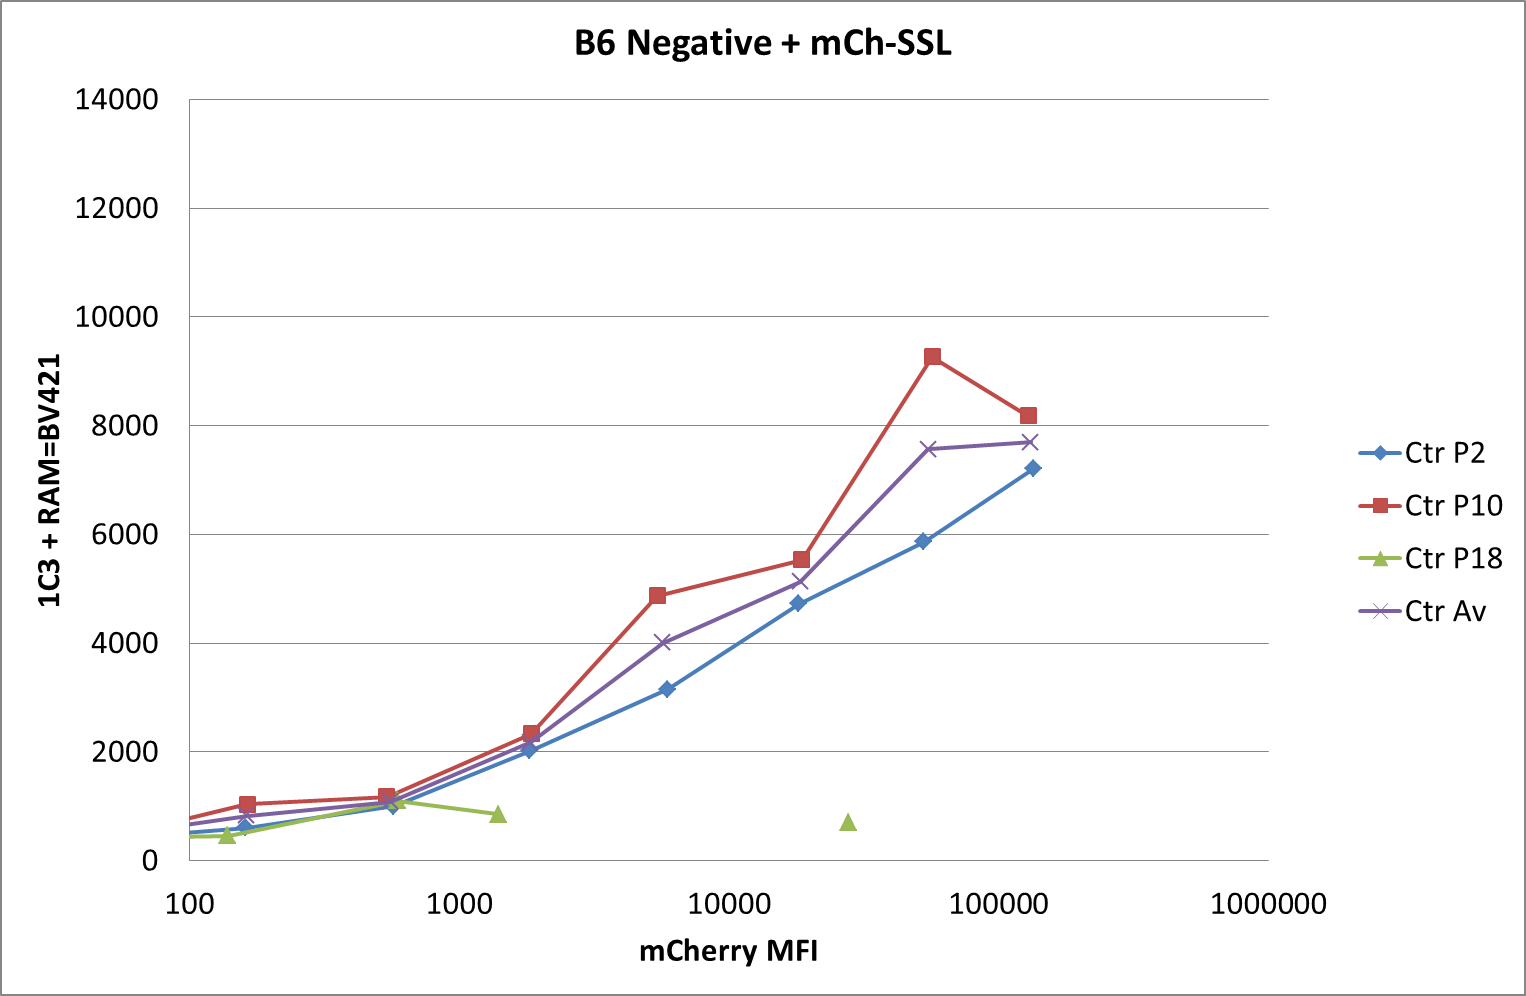 B6 Negative + mCh-SSL
14000
12000
10000
8000
6000
4000
2000
0
1C3 + RAM=BV421
100 1000 10000 100000 1000000
mCherry MFI
Ctr P2
Ctr P10
Ctr P18
Ctr Av